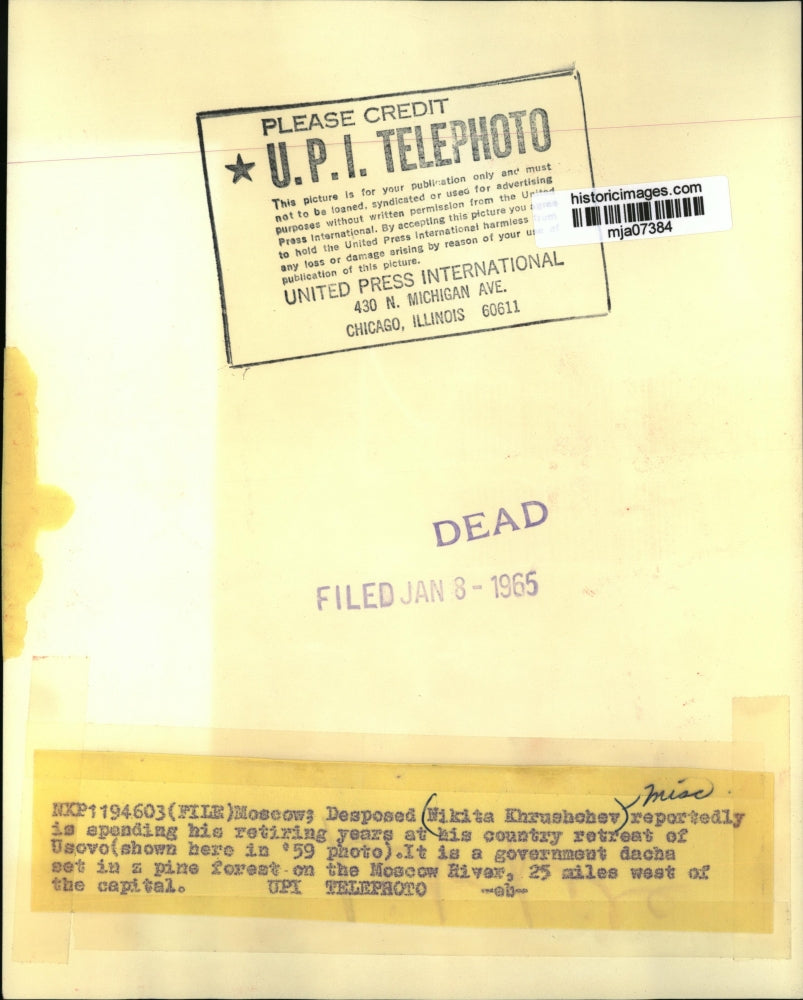 PLEASE CREDIT
★ U.P.I. TELEPHOTO
This picture is for your publication only and must
not to be loaned, syndicated or used for advertising
purposes without written permission from the United
Press International. By accepting this picture you agree
to hold the United Press International harmless from
any loss or damage arising by reason of your use of
publication of this picture.
UNITED PRESS INTERNATIONAL
430 N. MICHIGAN AVE.
CHICAGO, ILLINOIS 60611
historicimages.com
mja07384
DEAD
FILED JAN 8 - 1965
misc.
NXP1194603(FILE)Moscow; Desposed (Nikita Khrushchev) reportedly
is spending his retiring years at his country retreat of
Usovo(shown here in '59 photo).It is a government dacha
set in z pine forest on the Moscow River, 25 miles west of
the capital. UPI TELEPHOTO -eb-